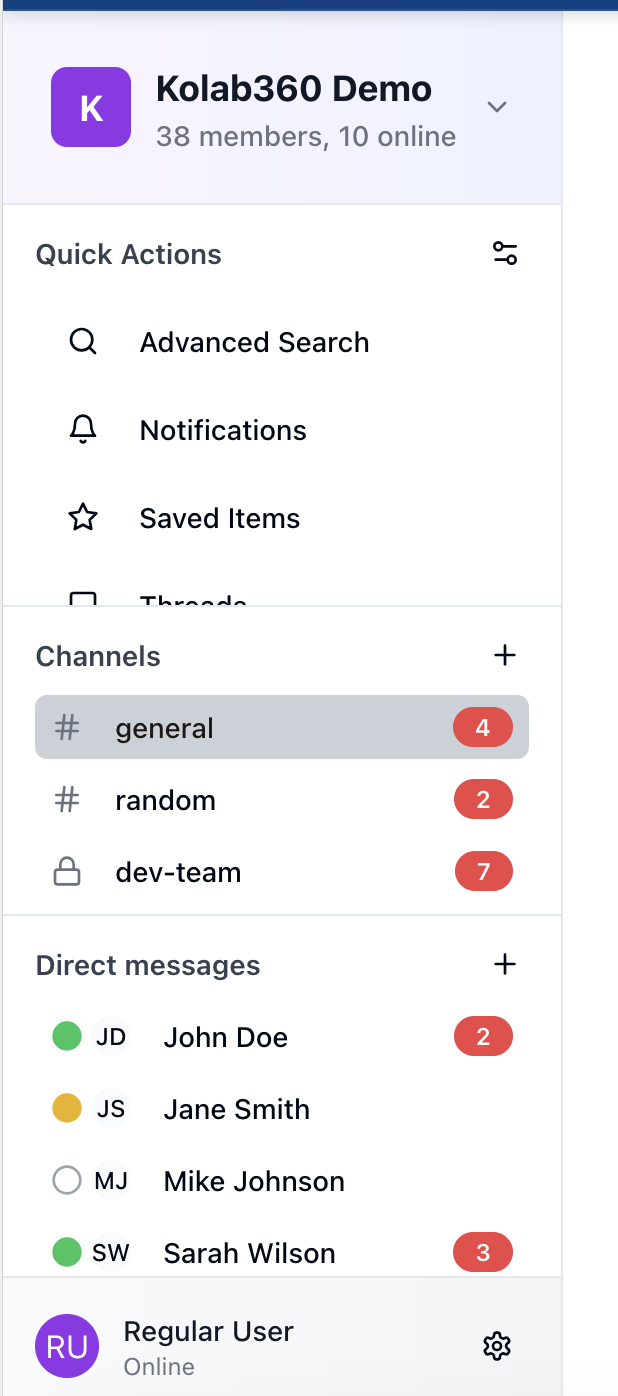 K
Kolab360 Demo
38 members, 10 online
Quick Actions
Advanced Search
Notifications
Saved Items
Threads
Channels
# general 4
# random 2
dev-team 7
Direct messages
JD John Doe 2
JS Jane Smith
MJ Mike Johnson
SW Sarah Wilson 3
RU Regular User
Online